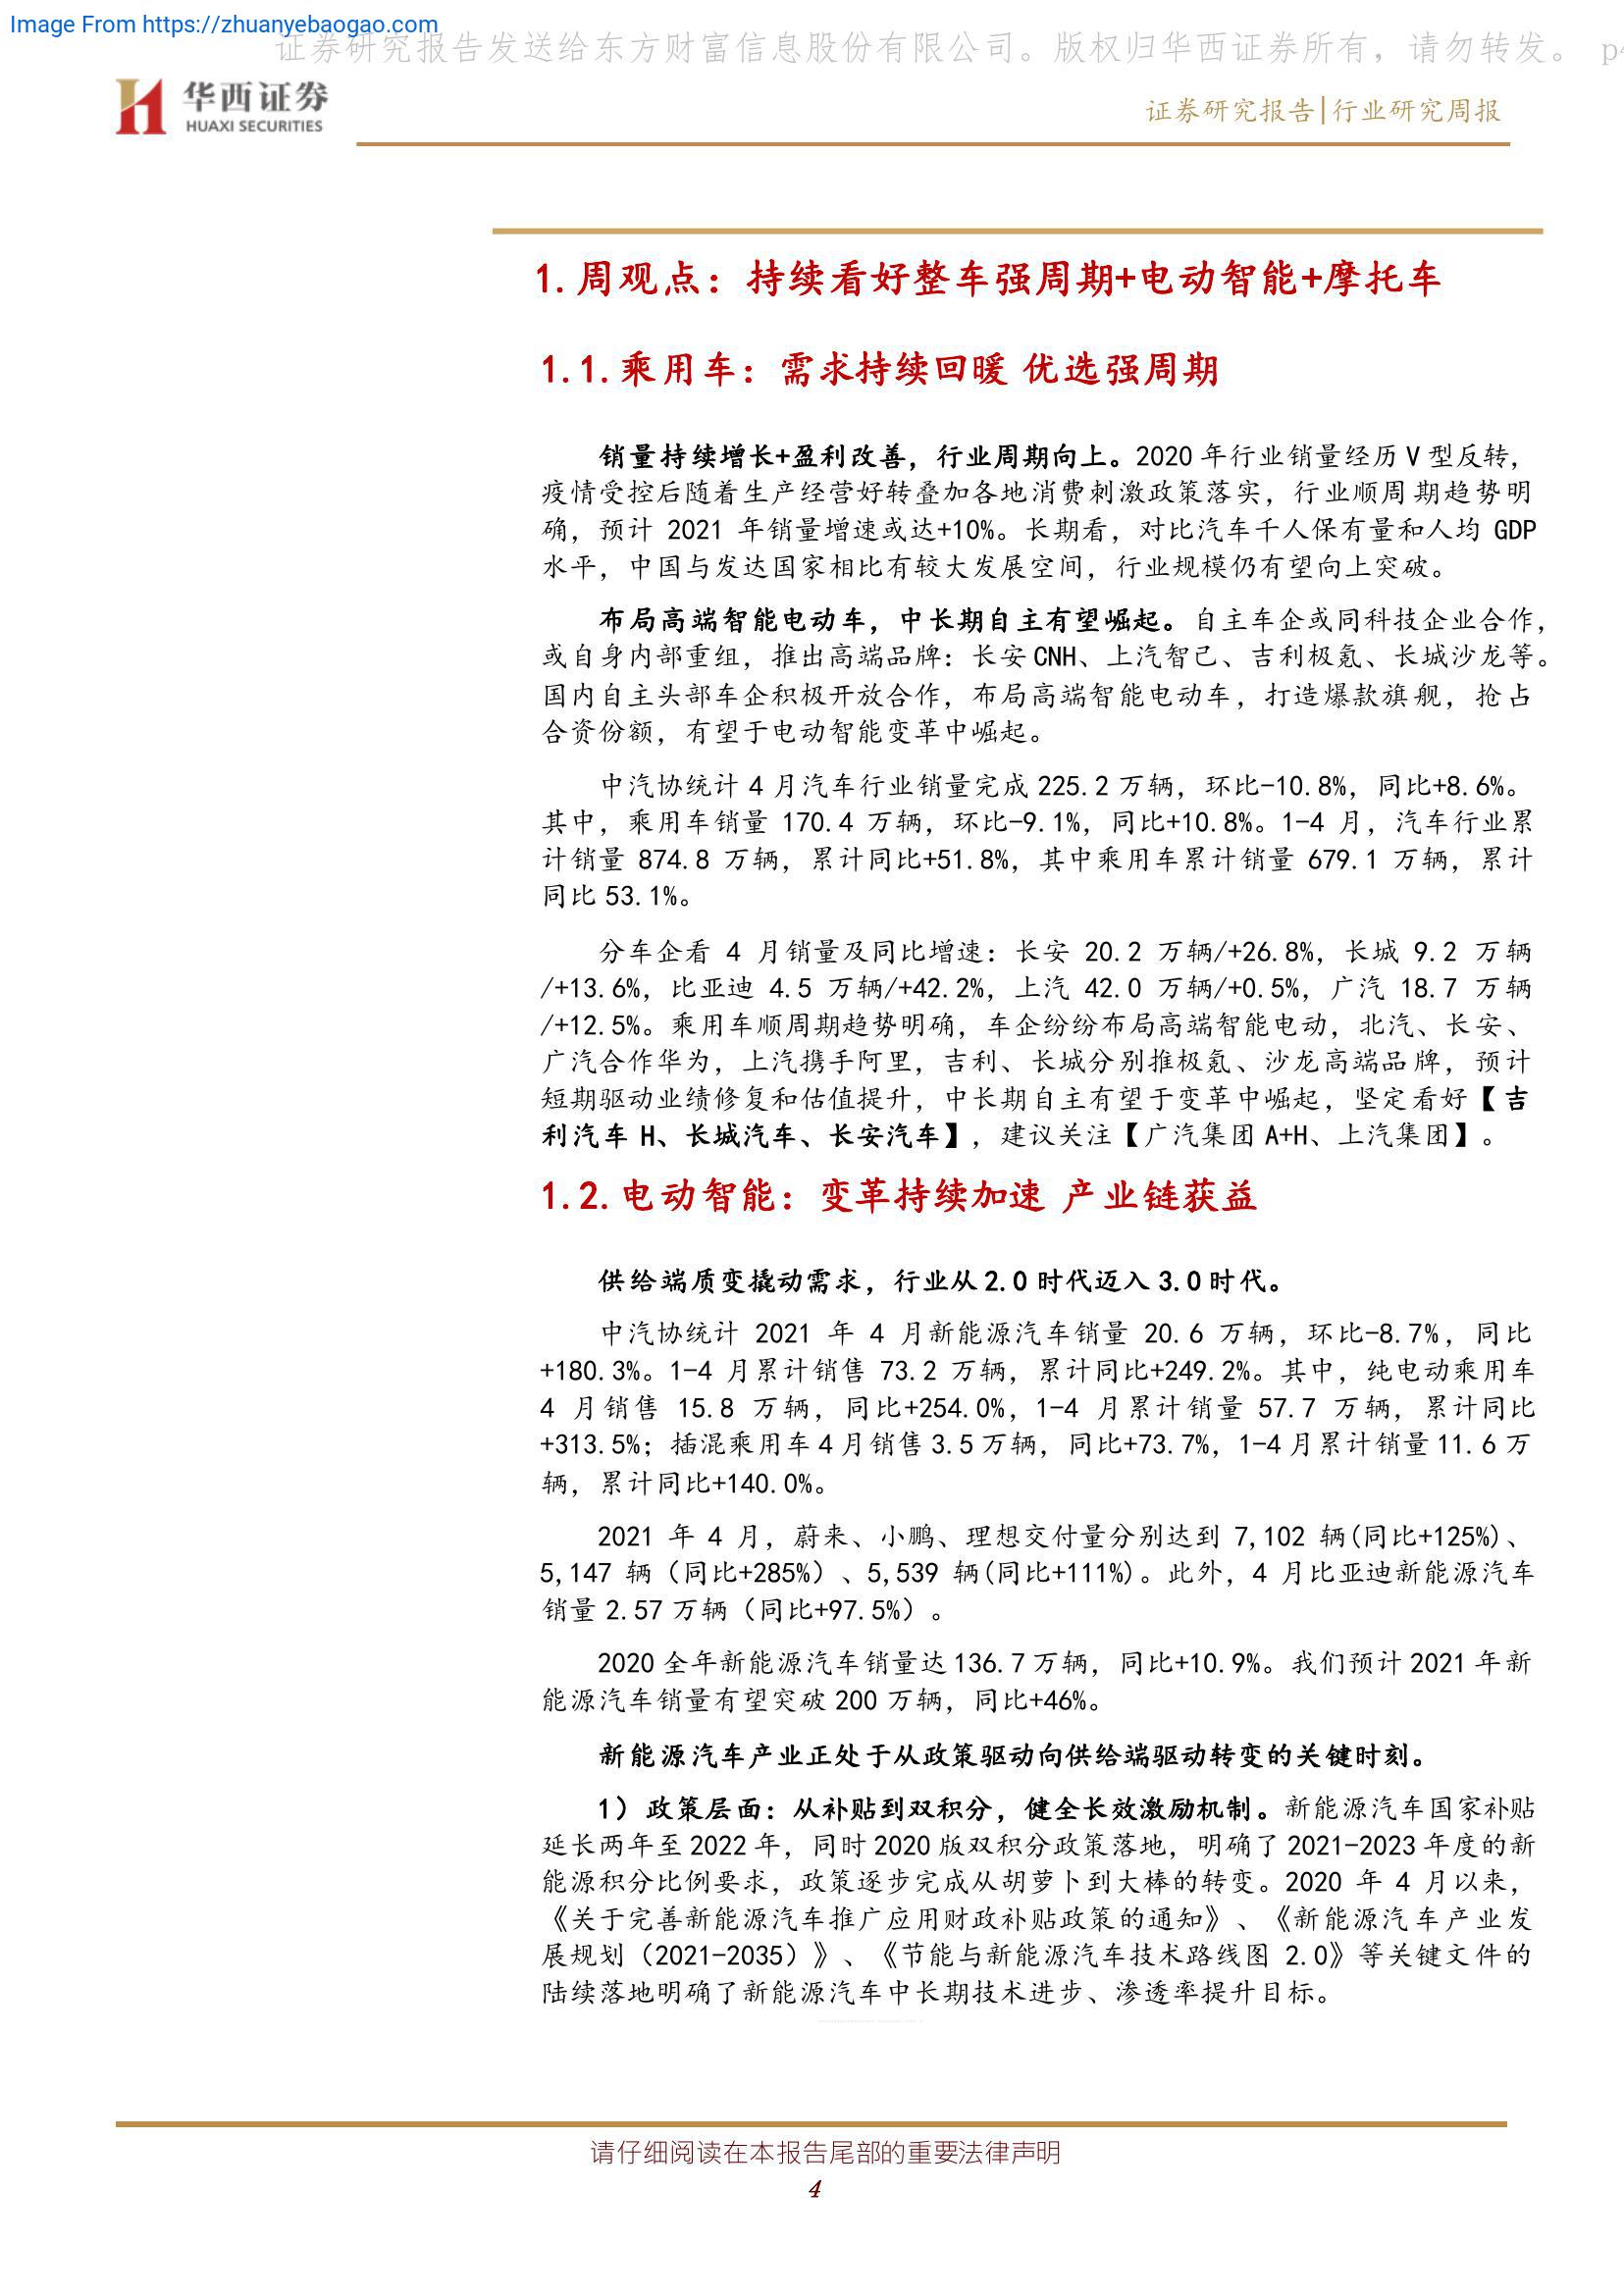 Image From https://zhuanyebaogao.com
证券研究报告发送给东方财富信息股份有限公司。版权归华西证券所有，请勿转发。 p4
华西证券
HUAXI SECURITIES
证券研究报告|行业研究周报
1.周观点：持续看好整车强周期+电动智能+摩托车
1.1.乘用车：需求持续回暖 优选强周期
销量持续增长+盈利改善，行业周期向上。2020 年行业销量经历 V 型反转，
疫情受控后随着生产经营好转叠加各地消费刺激政策落实，行业顺周期趋势明
确，预计 2021 年销量增速或达+10%。长期看，对比汽车千人保有量和人均 GDP
水平，中国与发达国家相比有较大发展空间，行业规模仍有望向上突破。
布局高端智能电动车，中长期自主有望崛起。自主车企或同科技企业合作，
或自身内部重组，推出高端品牌：长安 CNH、上汽智己、吉利极氪、长城沙龙等。
国内自主头部车企积极开放合作，布局高端智能电动车，打造爆款旗舰，抢占
合资份额，有望于电动智能变革中崛起。
中汽协统计 4 月汽车行业销量完成 225.2 万辆，环比-10.8%，同比+8.6%。
其中，乘用车销量 170.4 万辆，环比-9.1%，同比+10.8%。1-4 月，汽车行业累
计销量 874.8 万辆，累计同比+51.8%，其中乘用车累计销量 679.1 万辆，累计
同比 53.1%。
分车企看 4 月销量及同比增速：长安 20.2 万辆/+26.8%，长城 9.2 万辆
/+13.6%，比亚迪 4.5 万辆/+42.2%，上汽 42.0 万辆/+0.5%，广汽 18.7 万辆
/+12.5%。乘用车顺周期趋势明确，车企纷纷布局高端智能电动，北汽、长安、
广汽合作华为，上汽携手阿里，吉利、长城分别推极氪、沙龙高端品牌，预计
短期驱动业绩修复和估值提升，中长期自主有望于变革中崛起，坚定看好【吉
利汽车 H、长城汽车、长安汽车】，建议关注【广汽集团 A+H、上汽集团】。
1.2.电动智能：变革持续加速 产业链获益
供给端质变撬动需求，行业从 2.0 时代迈入 3.0 时代。
中汽协统计 2021 年 4 月新能源汽车销量 20.6 万辆，环比-8.7%，同比
+180.3%。1-4 月累计销售 73.2 万辆，累计同比+249.2%。其中，纯电动乘用车
4 月销售 15.8 万辆，同比+254.0%，1-4 月累计销量 57.7 万辆，累计同比
+313.5%；插混乘用车 4 月销售 3.5 万辆，同比+73.7%，1-4 月累计销量 11.6 万
辆，累计同比+140.0%。
2021 年 4 月，蔚来、小鹏、理想交付量分别达到 7,102 辆(同比+125%)、
5,147 辆（同比+285%）、5,539 辆(同比+111%)。此外，4 月比亚迪新能源汽车
销量 2.57 万辆（同比+97.5%）。
2020 全年新能源汽车销量达 136.7 万辆，同比+10.9%。我们预计 2021 年新
能源汽车销量有望突破 200 万辆，同比+46%。
新能源汽车产业正处于从政策驱动向供给端驱动转变的关键时刻。
1）政策层面：从补贴到双积分，健全长效激励机制。新能源汽车国家补贴
延长两年至 2022 年，同时 2020 版双积分政策落地，明确了 2021-2023 年度的新
能源积分比例要求，政策逐步完成从胡萝卜到大棒的转变。2020 年 4 月以来，
《关于完善新能源汽车推广应用财政补贴政策的通知》、《新能源汽车产业发
展规划（2021-2035）》、《节能与新能源汽车技术路线图 2.0》等关键文件的
陆续落地明确了新能源汽车中长期技术进步、渗透率提升目标。
请仔细阅读在本报告尾部的重要法律声明
4